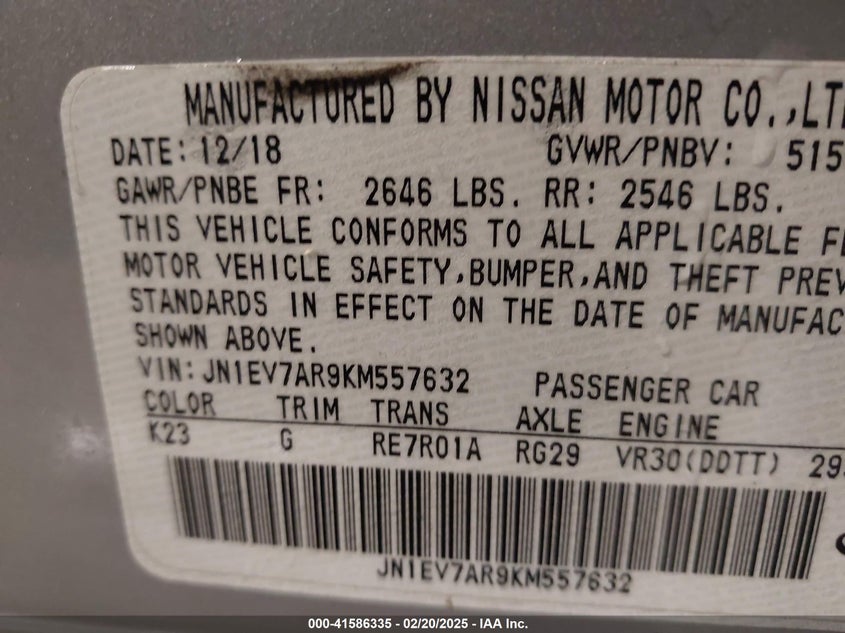 MANUFACTURED BY NISSAN MOTOR CO.,LT
DATE: 12/18 GVWR/PNBV: 515
GAWR/PNBE FR: 2646 LBS. RR: 2546 LBS.
THIS VEHICLE CONFORMS TO ALL APPLICABLE F
MOTOR VEHICLE SAFETY,BUMPER,AND THEFT PREV
STANDARDS IN EFFECT ON THE DATE OF MANUFAC
SHOWN ABOVE.
VIN: JN1EV7AR9KM557632 PASSENGER CAR
COLOR TRIM TRANS AXLE ENGINE
K23 G RE7R01A RG29 VR30(DDTT) 29
JN1EV7AR9KM557632
000-41586335 - 02/20/2025 - IAA Inc.